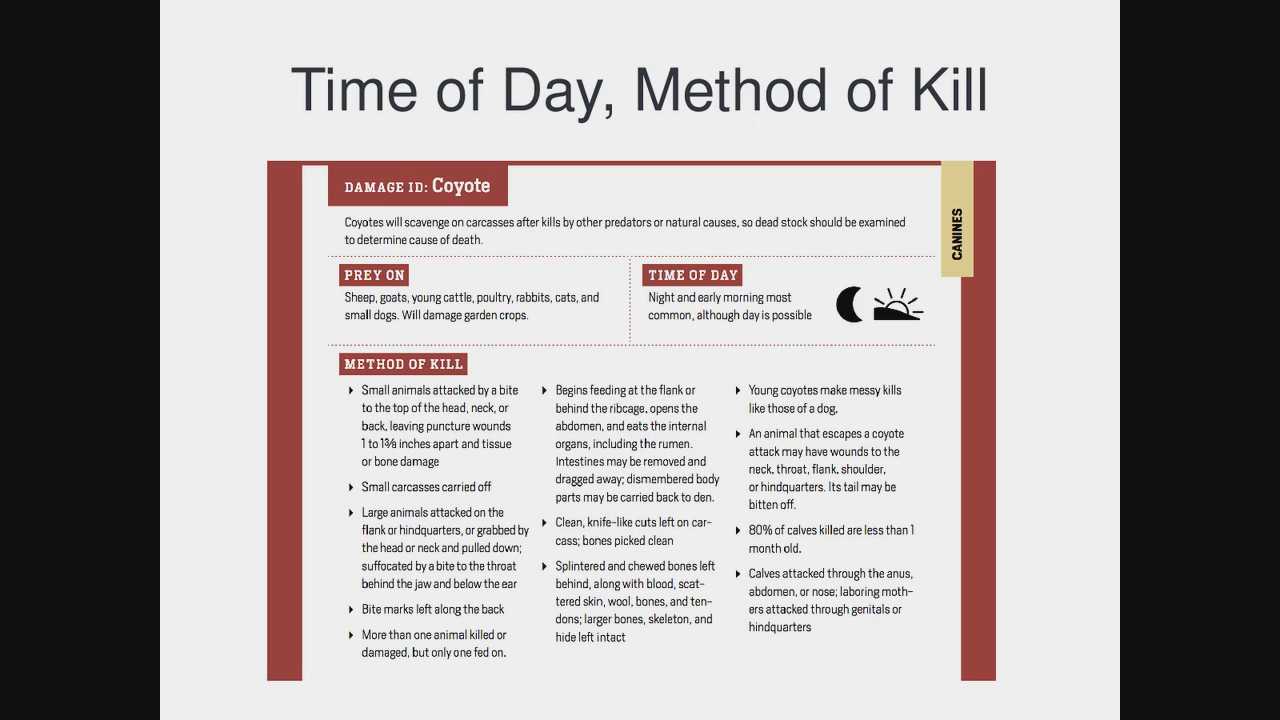 Time of Day, Method of Kill
DAMAGE ID: Coyote
CANINES
Coyotes will scavenge on carcasses after kills by other predators or natural causes, so dead stock should be examined
to determine cause of death.
PREY ON
Sheep, goats, young cattle, poultry, rabbits, cats, and
small dogs. Will damage garden crops.
TIME OF DAY
Night and early morning most
common, although day is possible
METHOD OF KILL
Small animals attacked by a bite
to the top of the head, neck, or
back, leaving puncture wounds
1 to 1⅜ inches apart and tissue
or bone damage
Small carcasses carried off
Large animals attacked on the
flank or hindquarters, or grabbed by
the head or neck and pulled down;
suffocated by a bite to the throat
behind the jaw and below the ear
Bite marks left along the back
More than one animal killed or
damaged, but only one fed on.
Begins feeding at the flank or
behind the ribcage, opens the
abdomen, and eats the internal
organs, including the rumen.
Intestines may be removed and
dragged away; dismembered body
parts may be carried back to den.
Clean, knife-like cuts left on car-
cass; bones picked clean
Splintered and chewed bones left
behind, along with blood, scat-
tered skin, wool, bones, and ten-
dons; larger bones, skeleton, and
hide left intact
Young coyotes make messy kills
like those of a dog.
An animal that escapes a coyote
attack may have wounds to the
neck, throat, flank, shoulder,
or hindquarters. Its tail may be
bitten off.
80% of calves killed are less than 1
month old.
Calves attacked through the anus,
abdomen, or nose; laboring moth-
ers attacked through genitals or
hindquarters